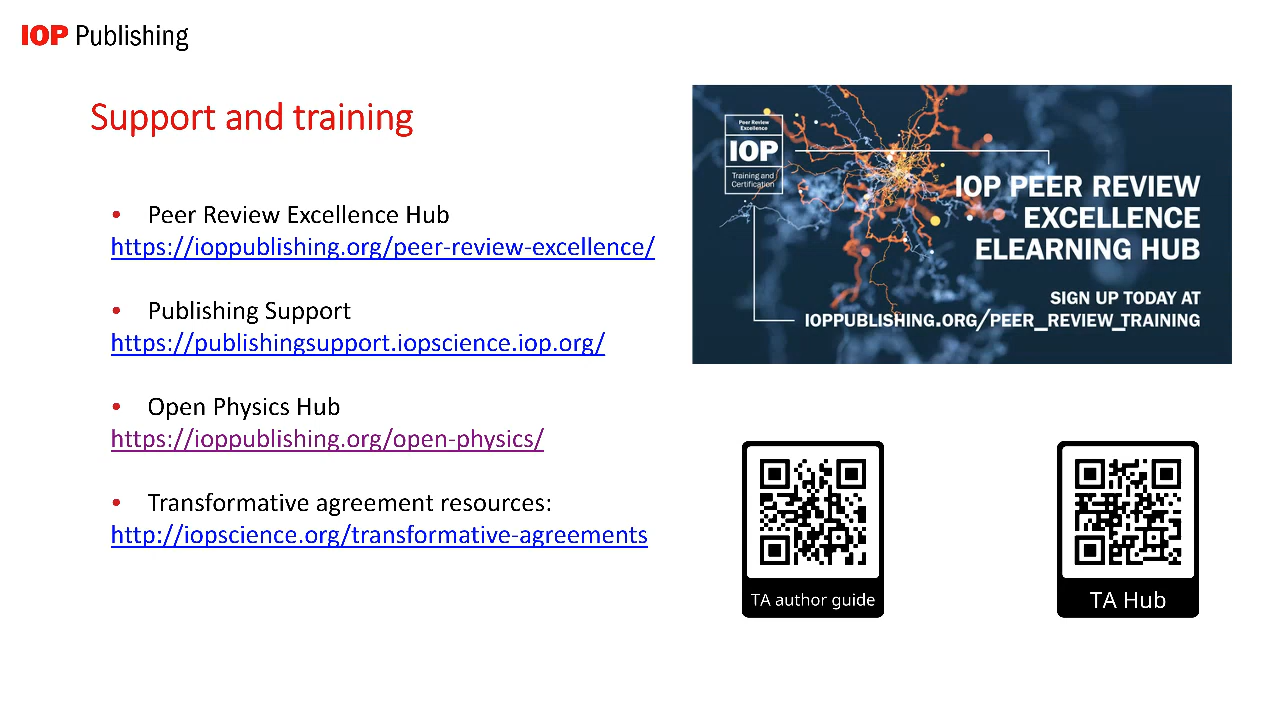 IOP Publishing
Support and training
• Peer Review Excellence Hub
https://ioppublishing.org/peer-review-excellence/
• Publishing Support
https://publishingsupport.iopscience.iop.org/
• Open Physics Hub
https://ioppublishing.org/open-physics/
• Transformative agreement resources:
http://iopscience.org/transformative-agreements
Peer Review
Excellence
IOP
Training and
Certification
IOP PEER REVIEW
EXCELLENCE
ELEARNING HUB
SIGN UP TODAY AT
IOPPUBLISHING.ORG/PEER_REVIEW_TRAINING
TA author guide
TA Hub